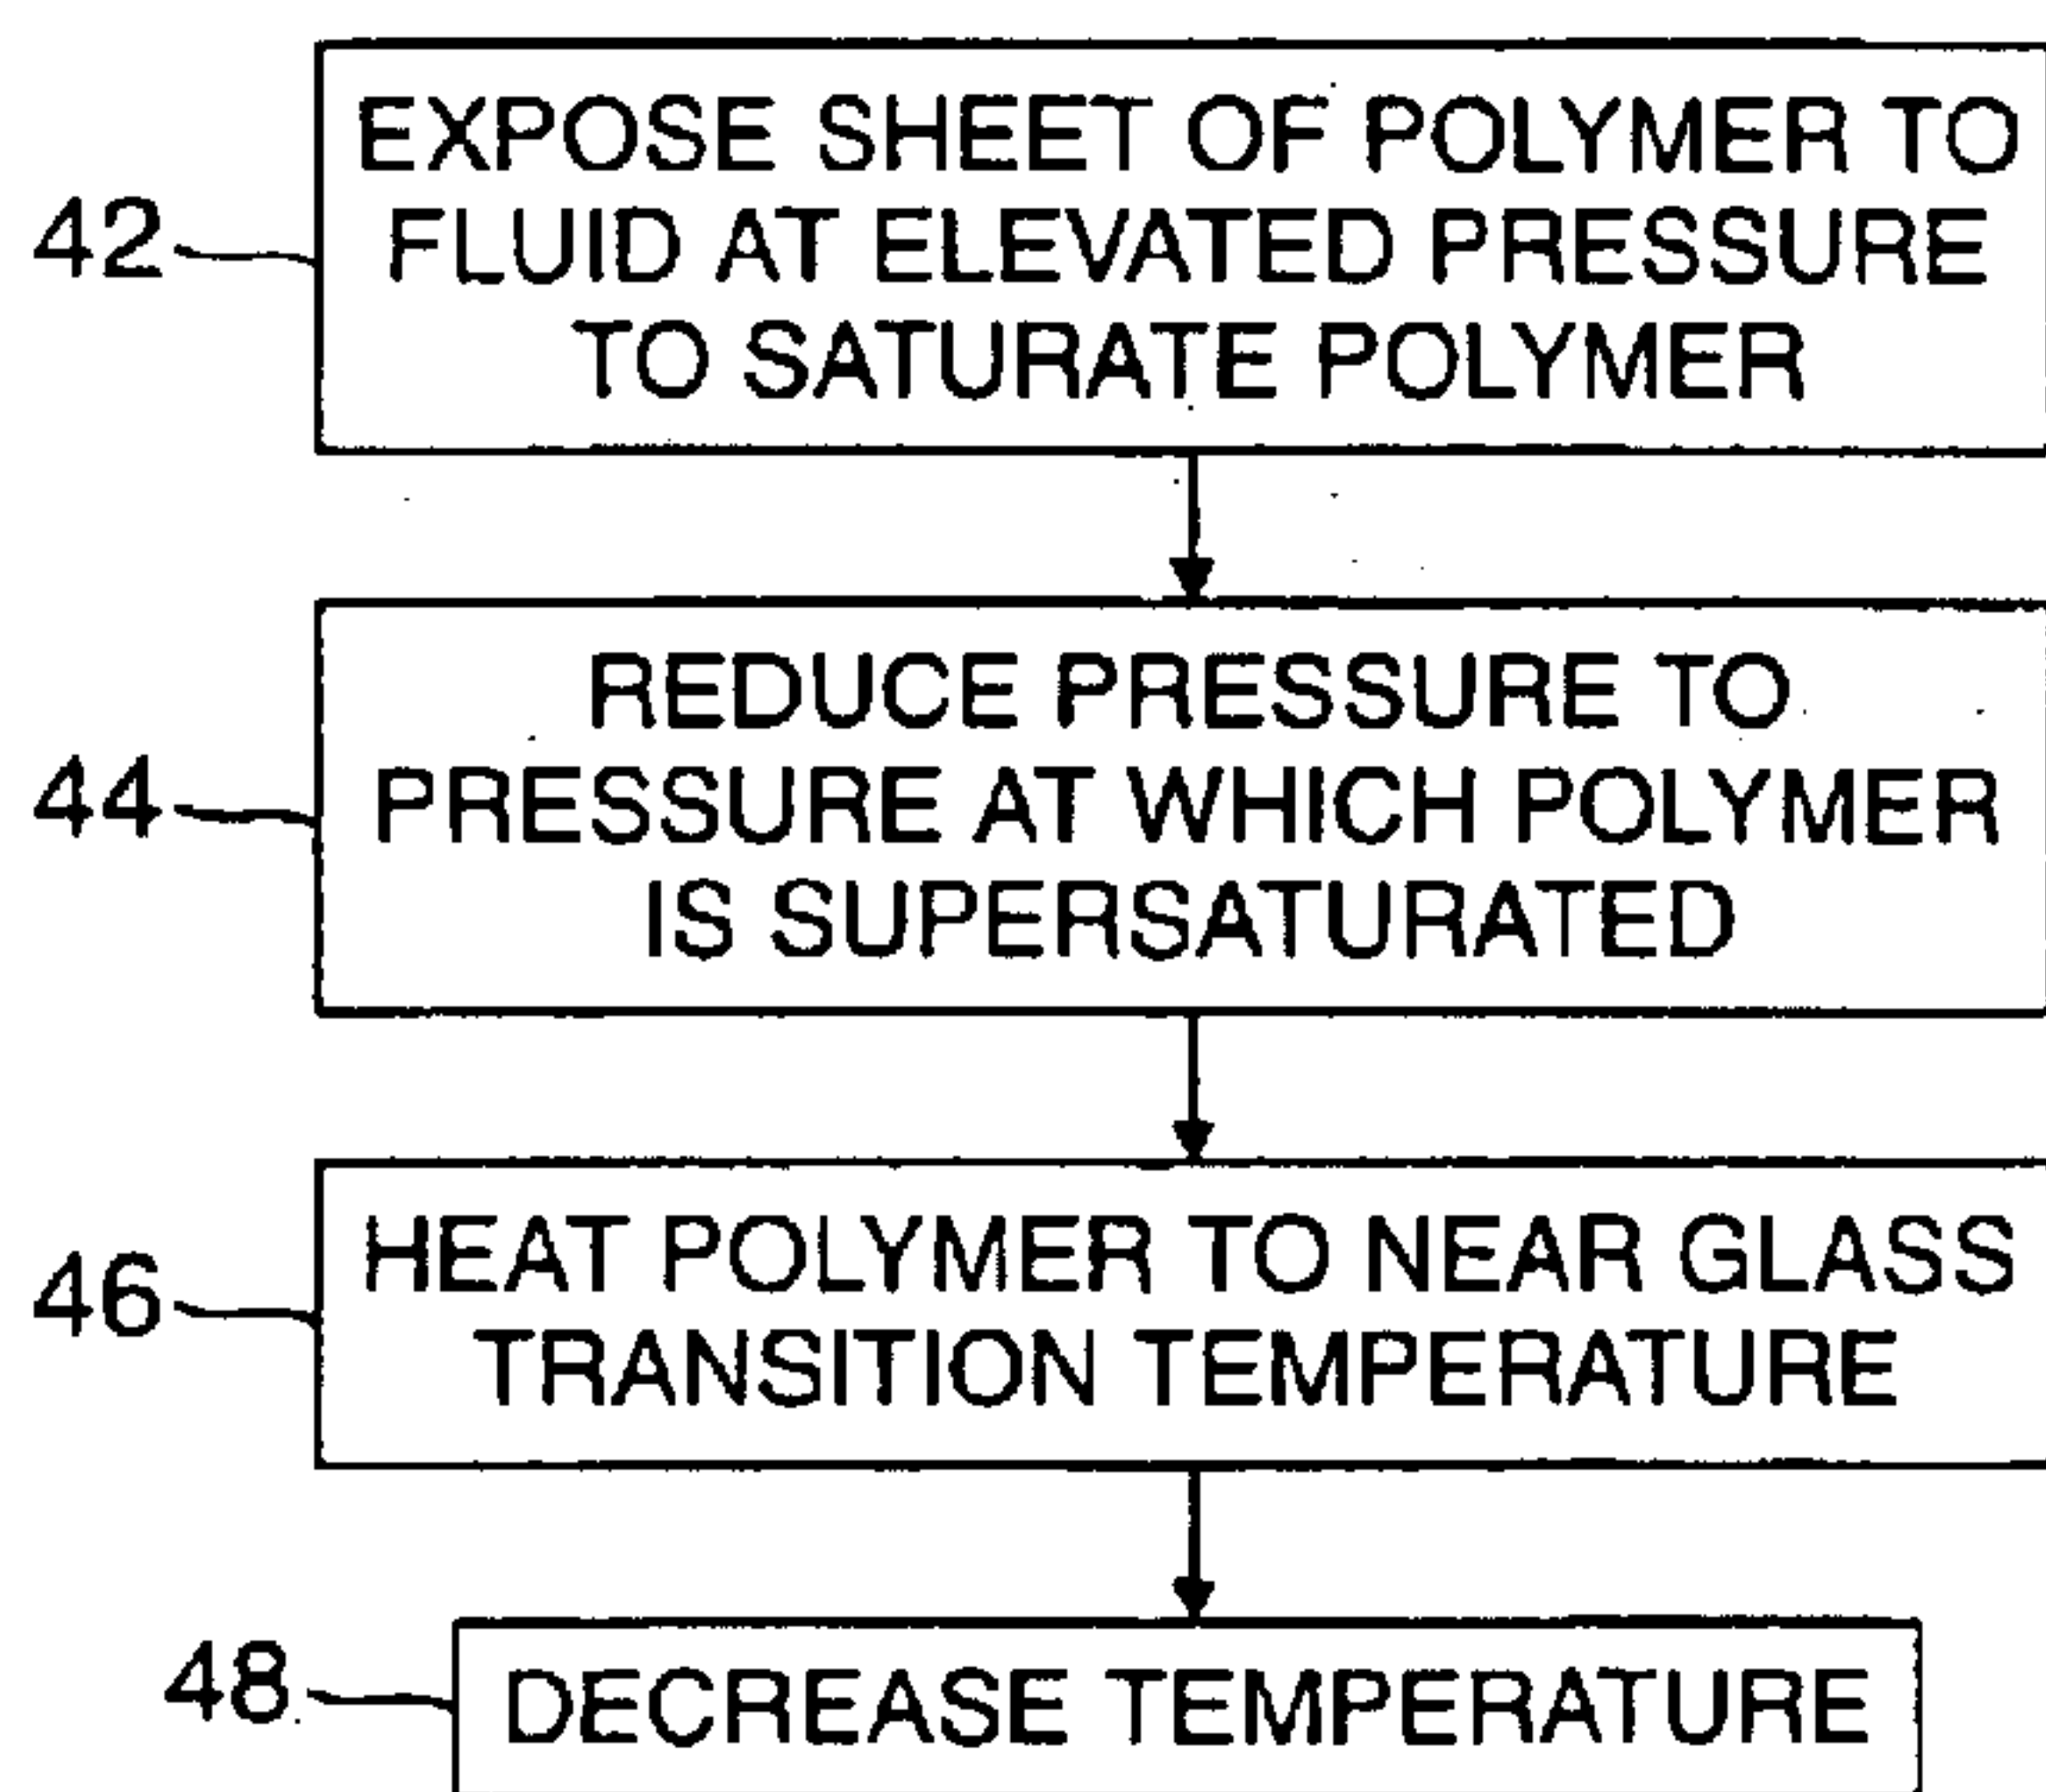 EXPOSE SHEET OF POLYMER TO
42 FLUID AT ELEVATED PRESSURE
TO SATURATE POLYMER
REDUCE PRESSURE TO
44 PRESSURE AT WHICH POLYMER
IS SUPERSATURATED
46 HEAT POLYMER TO NEAR GLASS
TRANSITION TEMPERATURE
48 DECREASE TEMPERATURE